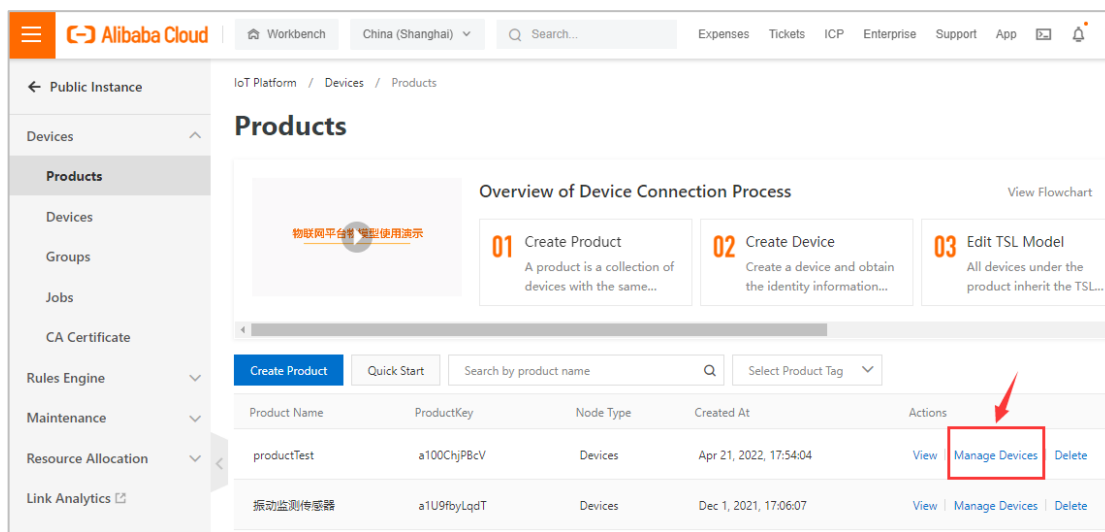 Alibaba Cloud
Workbench
China (Shanghai)
Search...
Expenses Tickets ICP Enterprise Support App
Public Instance
Devices
Products
Devices
Groups
Jobs
CA Certificate
Rules Engine
Maintenance
Resource Allocation
Link Analytics
IoT Platform / Devices / Products
Products
物联网平台物模型使用演示
Overview of Device Connection Process
View Flowchart
01 Create Product
A product is a collection of
devices with the same...
02 Create Device
Create a device and obtain
the identity information...
03 Edit TSL Model
All devices under the
product inherit the TSL...
Create Product Quick Start Search by product name Select Product Tag
Product Name ProductKey Node Type Created At Actions
productTest a100ChjPBcV Devices Apr 21, 2022, 17:54:04 View Manage Devices Delete
振动监测传感器 a1U9fbyLqdT Devices Dec 1, 2021, 17:06:07 View Manage Devices Delete